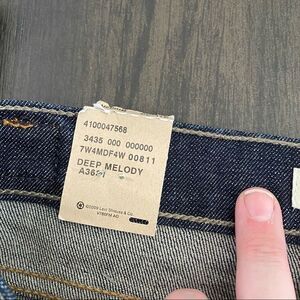 4100047568
3435 000 000000
7W4MDF4W 00811
DEEP MELODY
©2009 Levi Strauss & Co